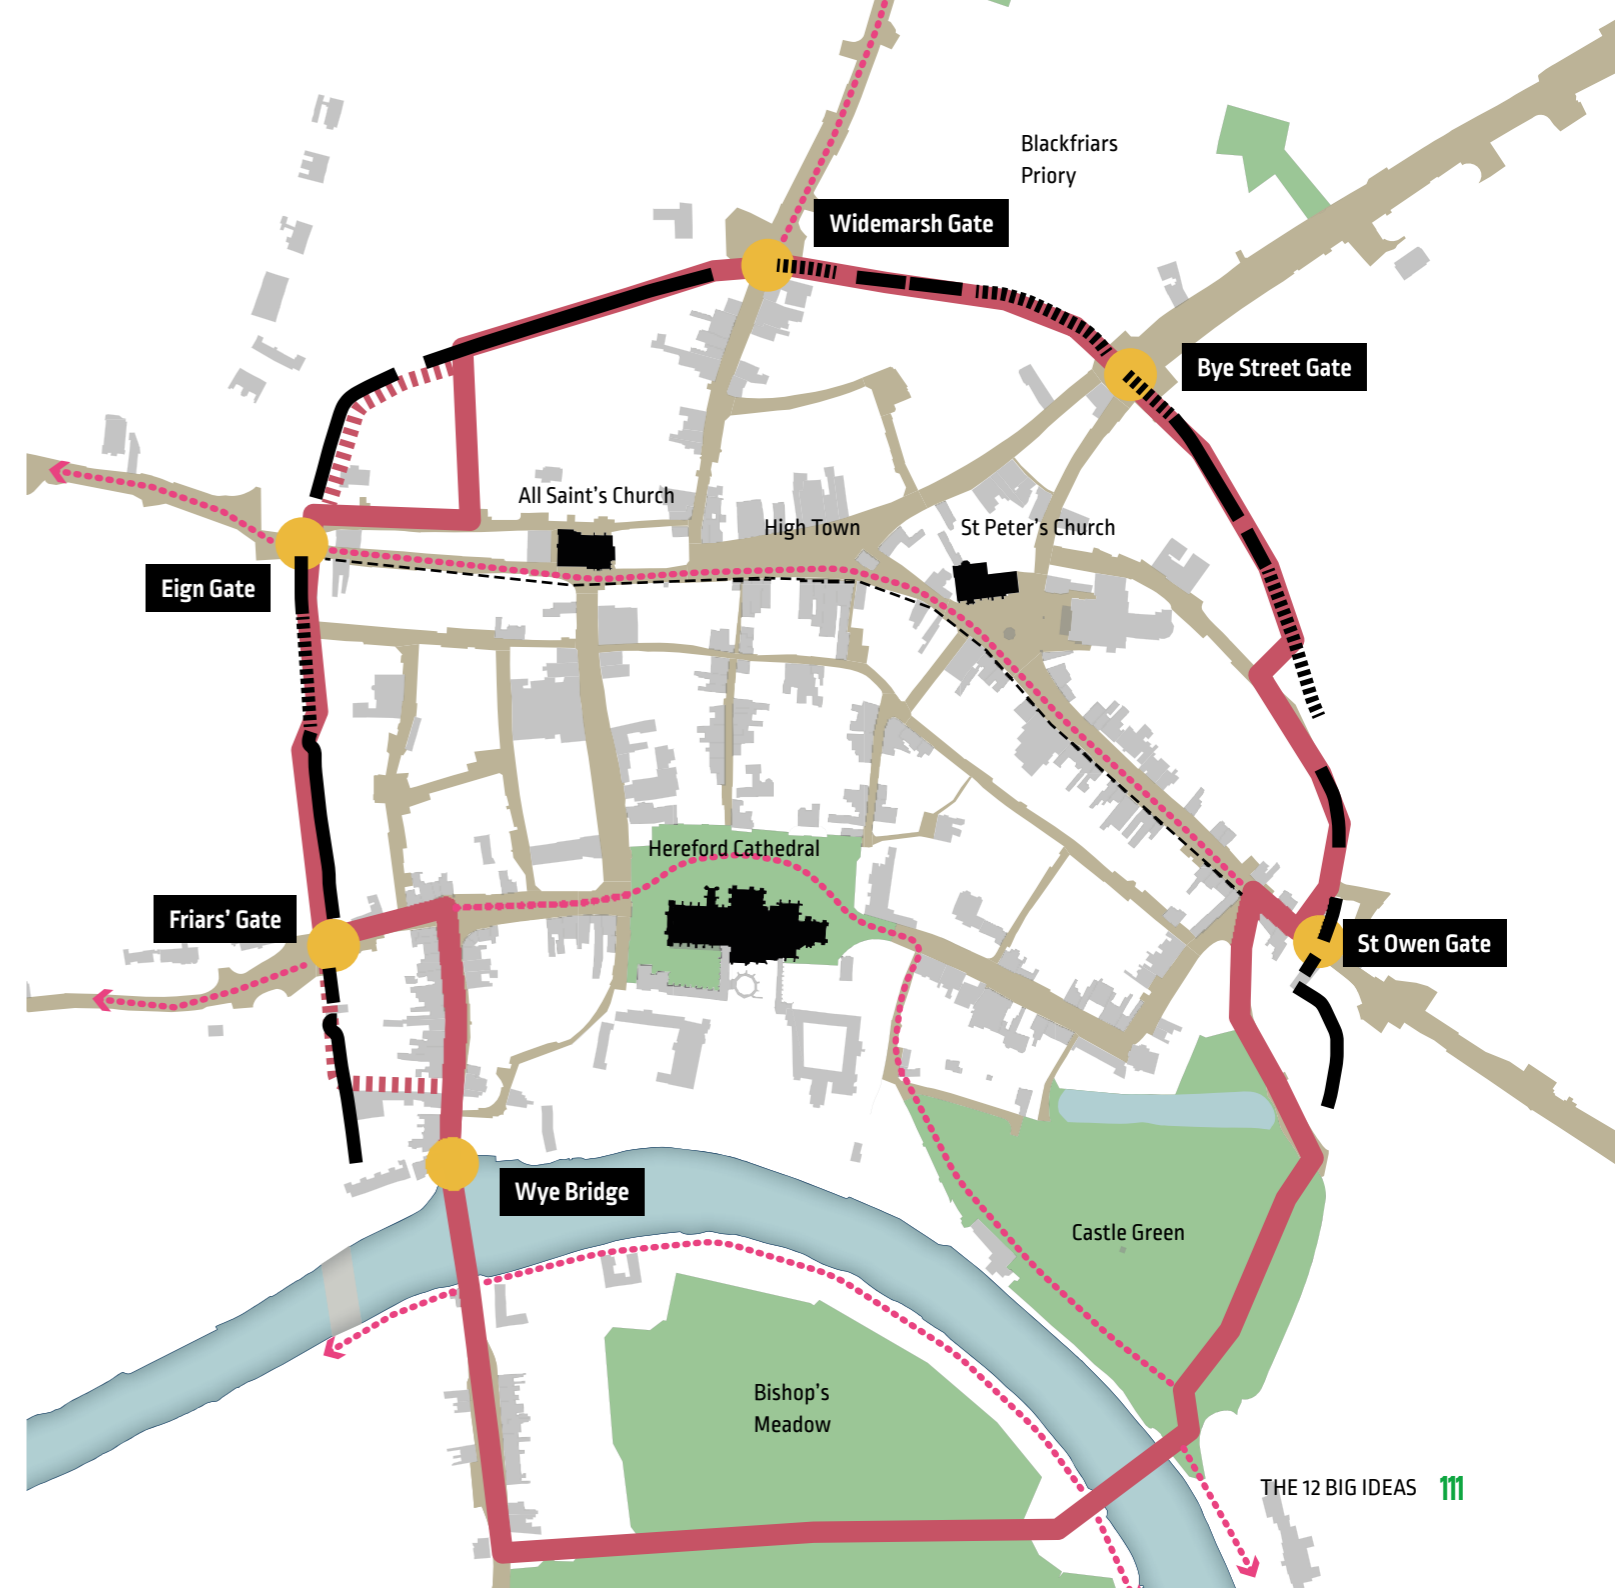 Blackfriars
Priory
Widemarsh Gate
Bye Street Gate
All Saint's Church
High Town
St Peter's Church
Eign Gate
Hereford Cathedral
Friars' Gate
St Owen Gate
Wye Bridge
Castle Green
Bishop's
Meadow
THE 12 BIG IDEAS 111